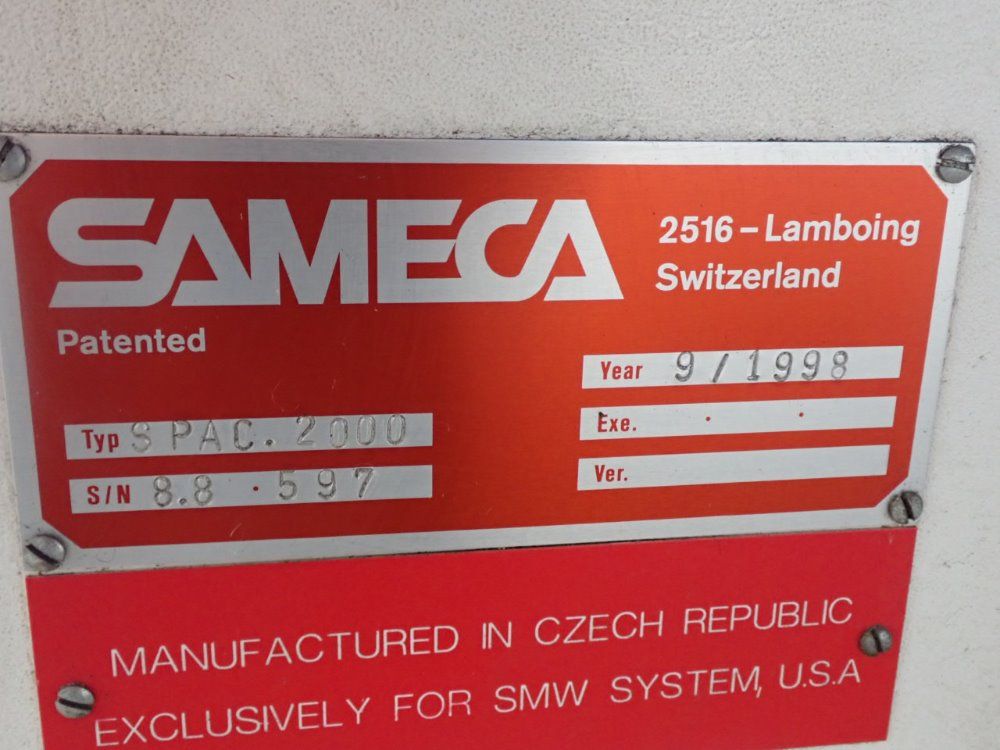 SAMECA
2516 – Lamboing
Switzerland
Patented
Year 9/1998
Exe. . .
Ver.
Typ SPAC.2000
S/N 8.8 .597
MANUFACTURED IN CZECH REPUBLIC
EXCLUSIVELY FOR SMW SYSTEM, U.S.A